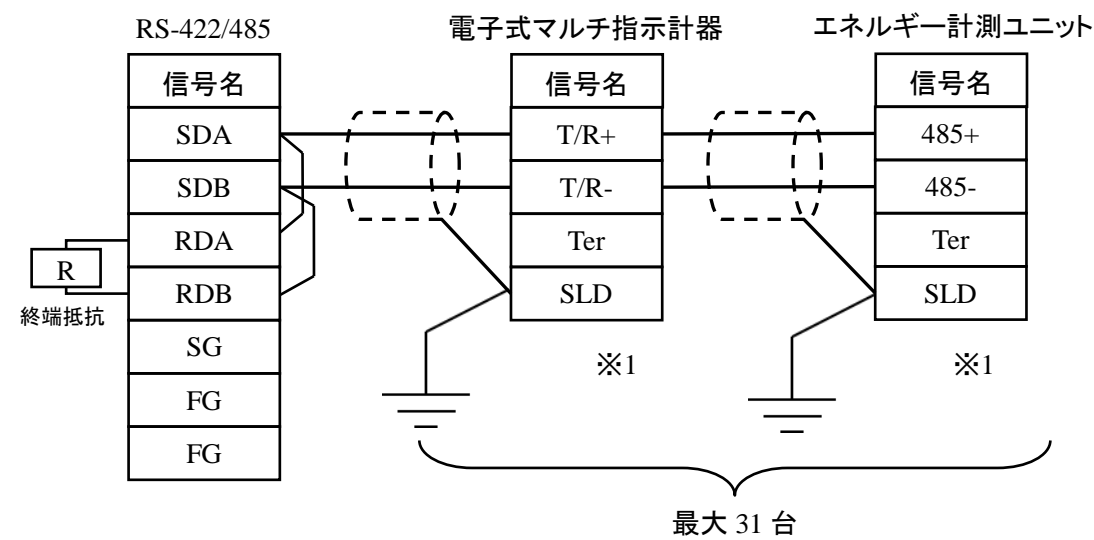 RS-422/485
電子式マルチ指示計器
エネルギー計測ユニット
信号名
SDA
SDB
RDA
RDB
SG
FG
FG
R
終端抵抗
信号名
T/R+
T/R-
Ter
SLD
※1
信号名
485+
485-
Ter
SLD
※1
最大 31 台